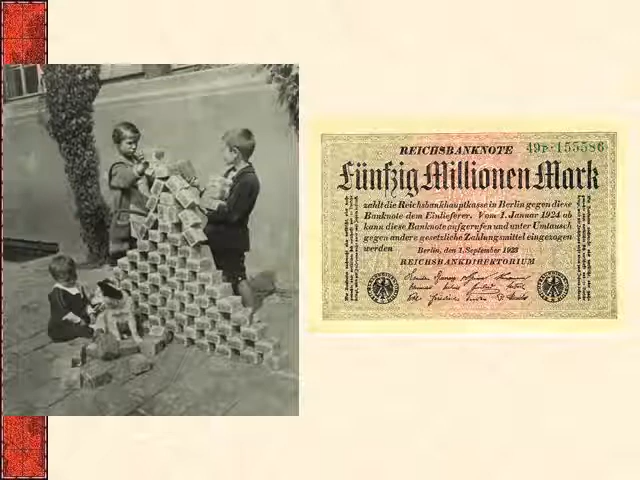 REICHSBANKNOTE 49P·155586
Fünfzig Millionen Mark
zahlt die Reichsbankhauptkasse in Berlin gegen diese
Banknote dem Einlieferer. Vom 1. Januar 1924 ab
kann diese Banknote aufgerufen und unter Umtausch
gegen andere gesetzliche Zahlungsmittel eingezogen
werden
Berlin, den 1. September 1923
REICHSBANKDIREKTORIUM